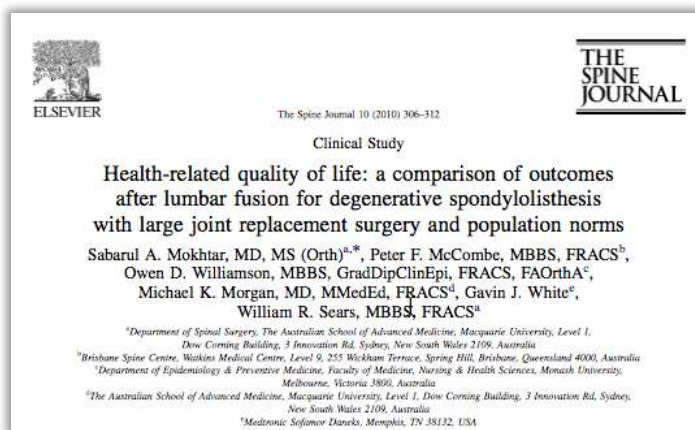 ELSEVIER
THE
SPINE
JOURNAL
The Spine Journal 10 (2010) 306–312
Clinical Study
Health-related quality of life: a comparison of outcomes
after lumbar fusion for degenerative spondylolisthesis
with large joint replacement surgery and population norms
Sabarul A. Mokhtar, MD, MS (Orth)a,*, Peter F. McCombe, MBBS, FRACSb,
Owen D. Williamson, MBBS, GradDipClinEpi, FRACS, FAOrthAc,
Michael K. Morgan, MD, MMedEd, FRACSd, Gavin J. Whitee,
William R. Sears, MBBS, FRACSa
aDepartment of Spinal Surgery, The Australian School of Advanced Medicine, Macquarie University, Level 1,
Dow Corning Building, 3 Innovation Rd, Sydney, New South Wales 2109, Australia
bBrisbane Spine Centre, Watkins Medical Centre, Level 9, 255 Wickham Terrace, Spring Hill, Brisbane, Queensland 4000, Australia
cDepartment of Epidemiology & Preventive Medicine, Faculty of Medicine, Nursing & Health Sciences, Monash University,
Melbourne, Victoria 3800, Australia
dThe Australian School of Advanced Medicine, Macquarie University, Level 1, Dow Corning Building, 3 Innovation Rd, Sydney,
New South Wales 2109, Australia
eMedtronic Sofamor Daneks, Memphis, TN 38132, USA